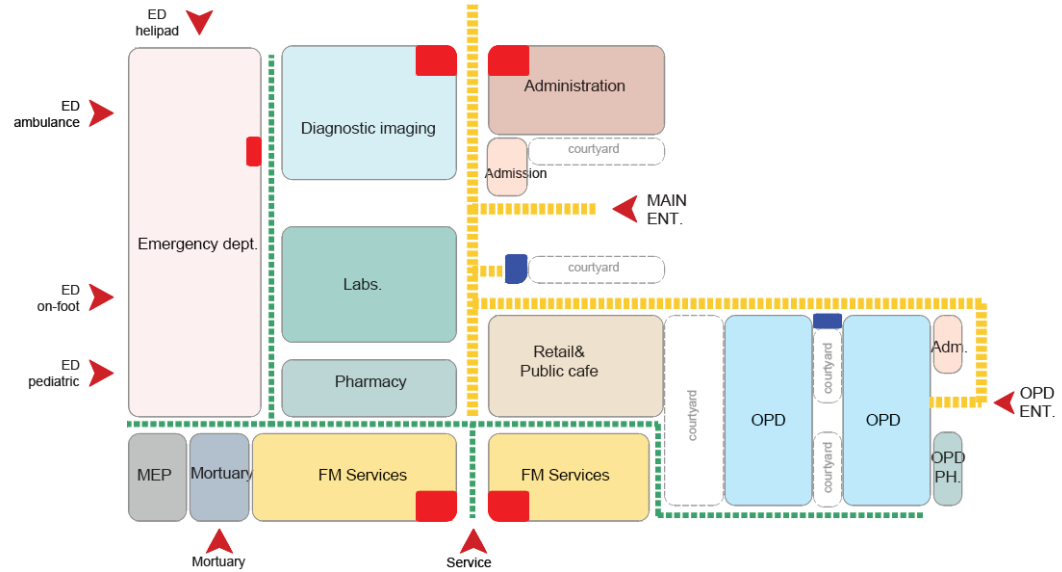 ED
helipad
ED
ambulance
Diagnostic imaging
Administration
courtyard
Admission
MAIN
ENT.
Emergency dept.
courtyard
Labs.
ED
on-foot
Retail&
Public cafe
Adm.
courtyard
ED
pediatric
Pharmacy
courtyard
OPD
OPD
OPD
ENT.
MEP
Mortuary
FM Services
FM Services
courtyard
OPD
PH.
Mortuary
Service